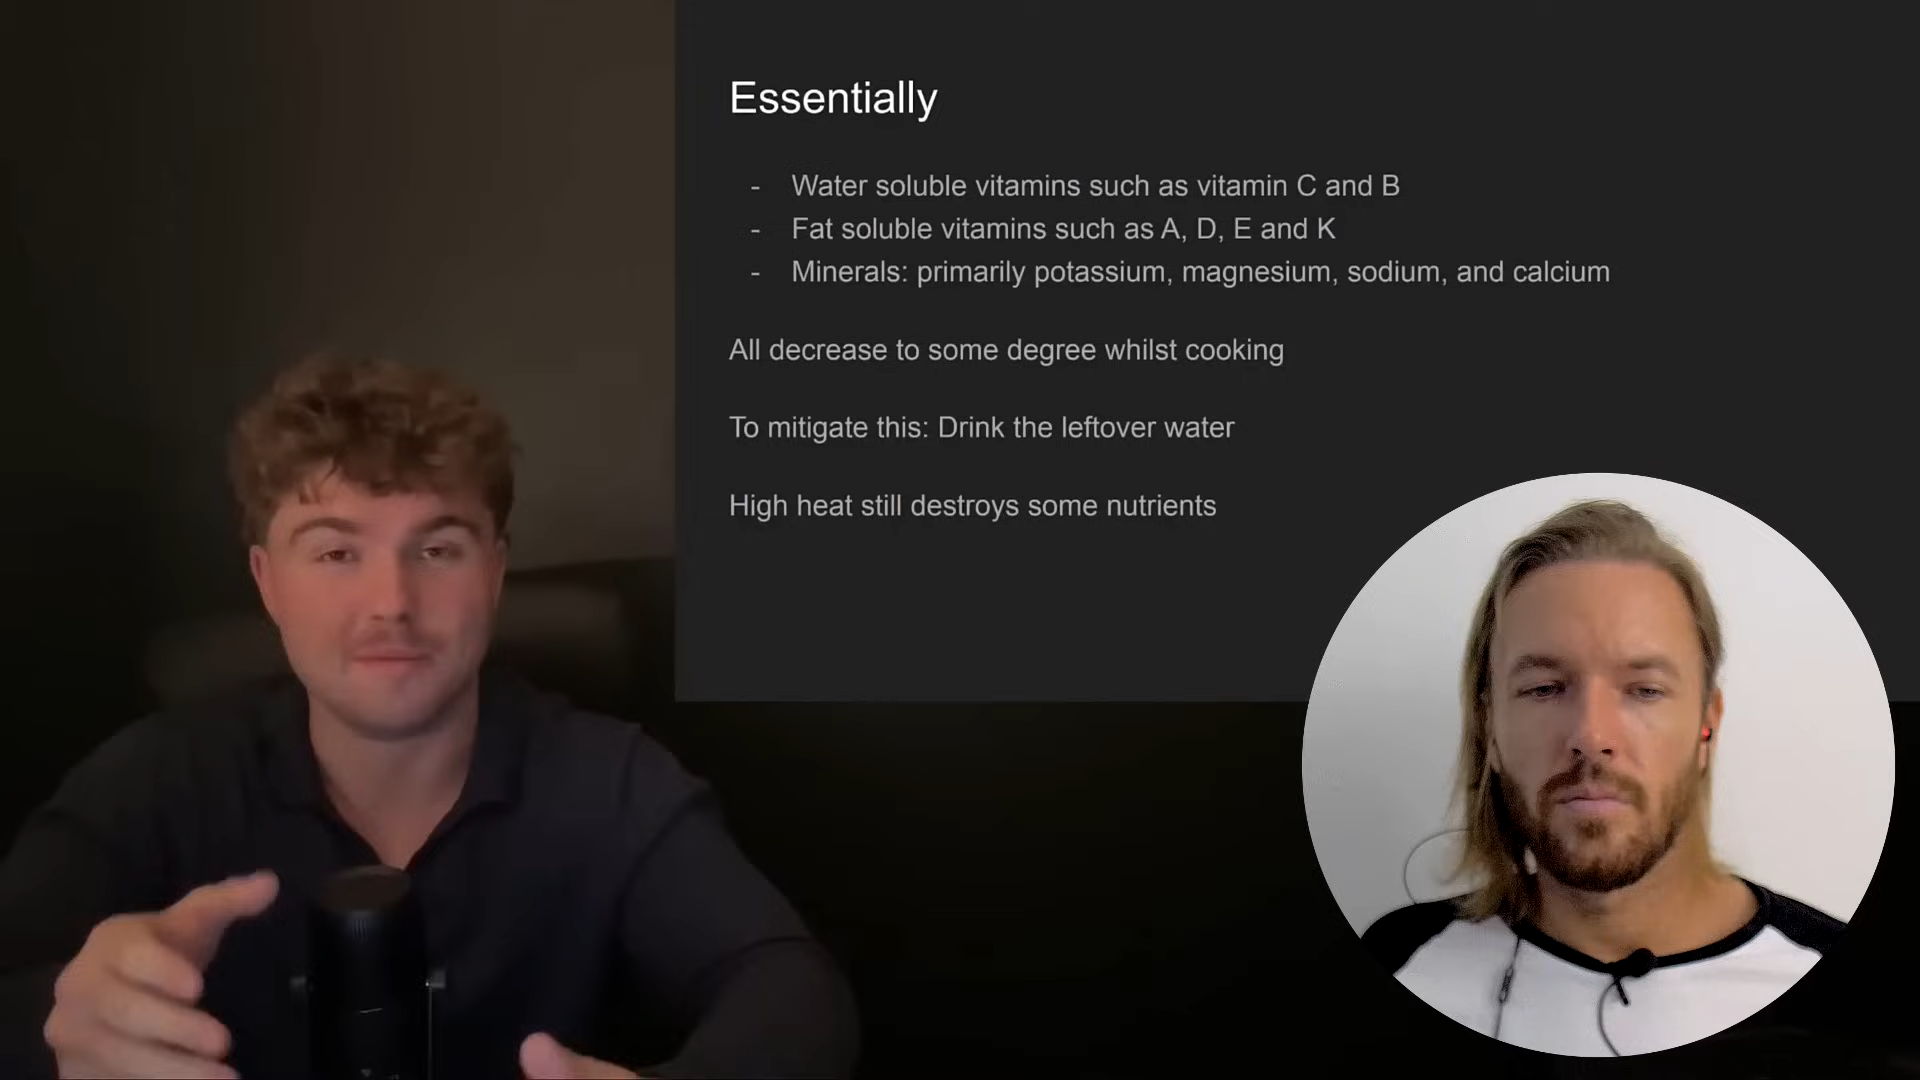 Essentially
- Water soluble vitamins such as vitamin C and B
- Fat soluble vitamins such as A, D, E and K
- Minerals: primarily potassium, magnesium, sodium, and calcium
All decrease to some degree whilst cooking
To mitigate this: Drink the leftover water
High heat still destroys some nutrients